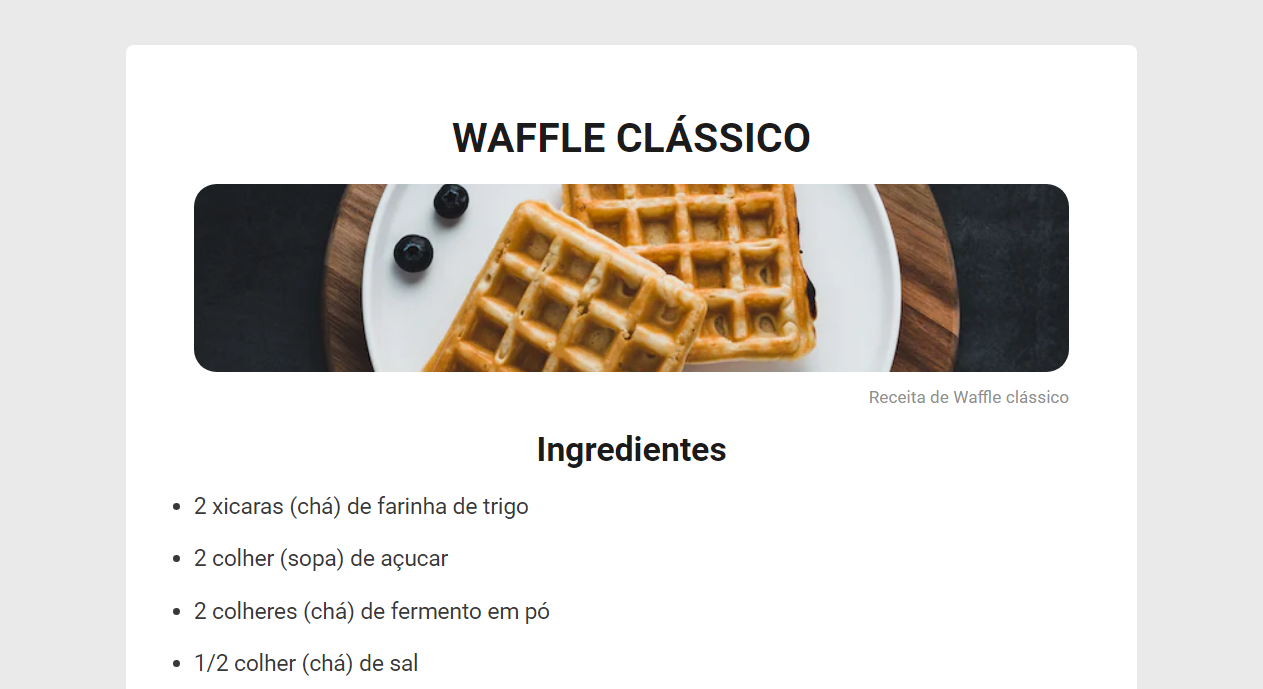 WAFFLE CLÁSSICO
Receita de Waffle clássico
Ingredientes
• 2 xicaras (chá) de farinha de trigo
• 2 colher (sopa) de açucar
• 2 colheres (chá) de fermento em pó
• 1/2 colher (chá) de sal